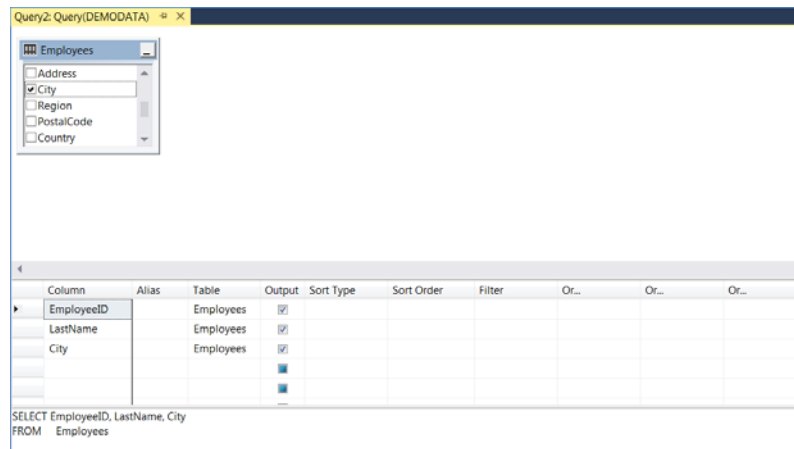 Query2: Query(DEMODATA)
Employees
Address
City
Region
PostalCode
Country
Column Alias Table Output Sort Type Sort Order Filter Or... Or... Or...
EmployeeID Employees
LastName Employees
City Employees
SELECT EmployeeID, LastName, City
FROM Employees